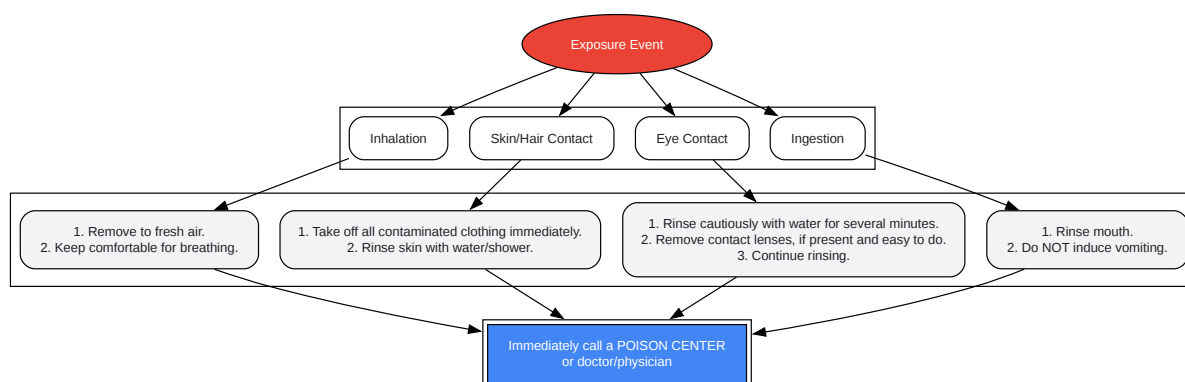 Exposure Event
Inhalation
Skin/Hair Contact
Eye Contact
Ingestion
1. Remove to fresh air.
2. Keep comfortable for breathing.
1. Take off all contaminated clothing immediately.
2. Rinse skin with water/shower.
1. Rinse cautiously with water for several minutes.
2. Remove contact lenses, if present and easy to do.
3. Continue rinsing.
1. Rinse mouth.
2. Do NOT induce vomiting.
Immediately call a POISON CENTER
or doctor/physician